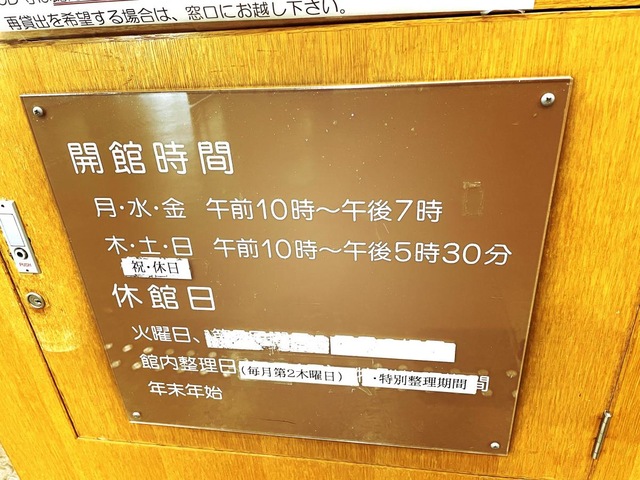 再貸出を希望する場合は、窓口にお越し下さい。
開館時間
月・水・金 午前10時〜午後7時
木・土・日 午前10時〜午後5時30分
祝・休日
休館日
火曜日、
館内整理日(毎月第2木曜日)・特別整理期間
年末年始
PUSH